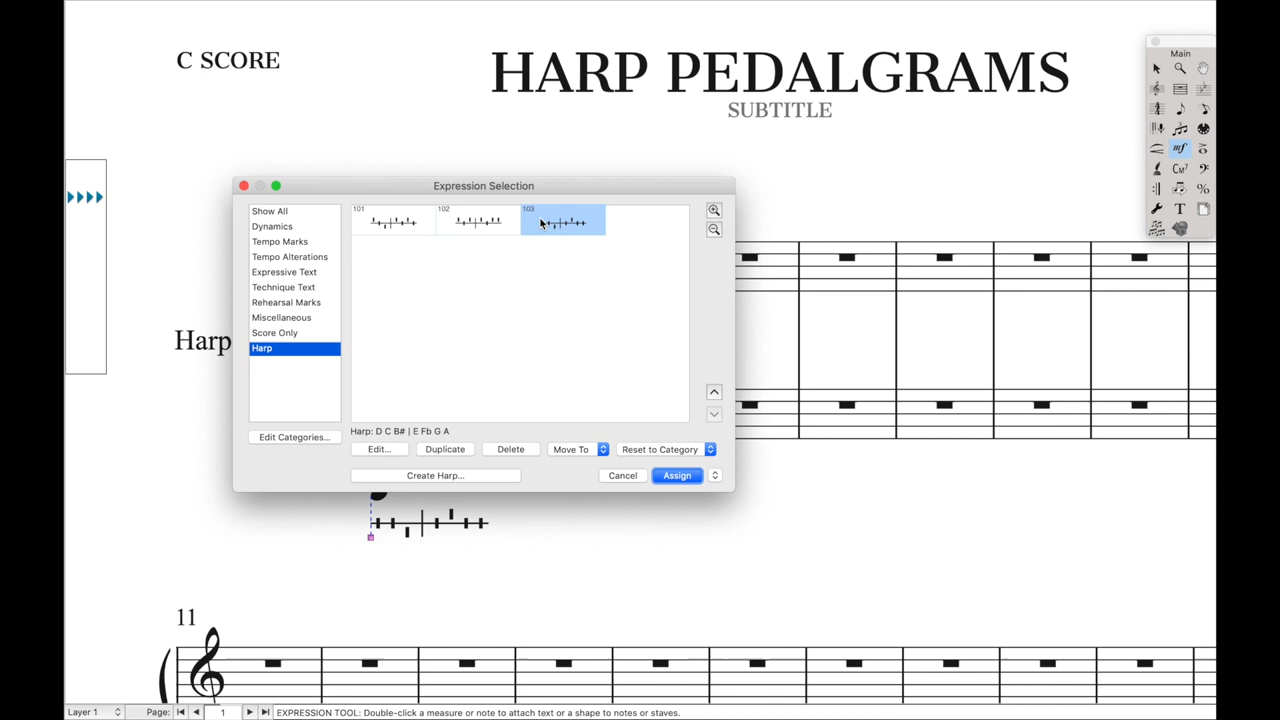 C SCORE
HARP PEDALGRAMS
SUBTITLE
Main
mf
CM7
T
%
Expression Selection
Show All
Dynamics
Tempo Marks
Tempo Alterations
Expressive Text
Technique Text
Rehearsal Marks
Miscellaneous
Score Only
Harp
101
102
103
Harp
Harp: D C B# | E Fb G A
Edit Categories...
Edit...
Duplicate
Delete
Move To
Reset to Category
Create Harp...
Cancel
Assign
11
Layer 1
Page:
1
EXPRESSION TOOL: Double-click a measure or note to attach text or a shape to notes or staves.